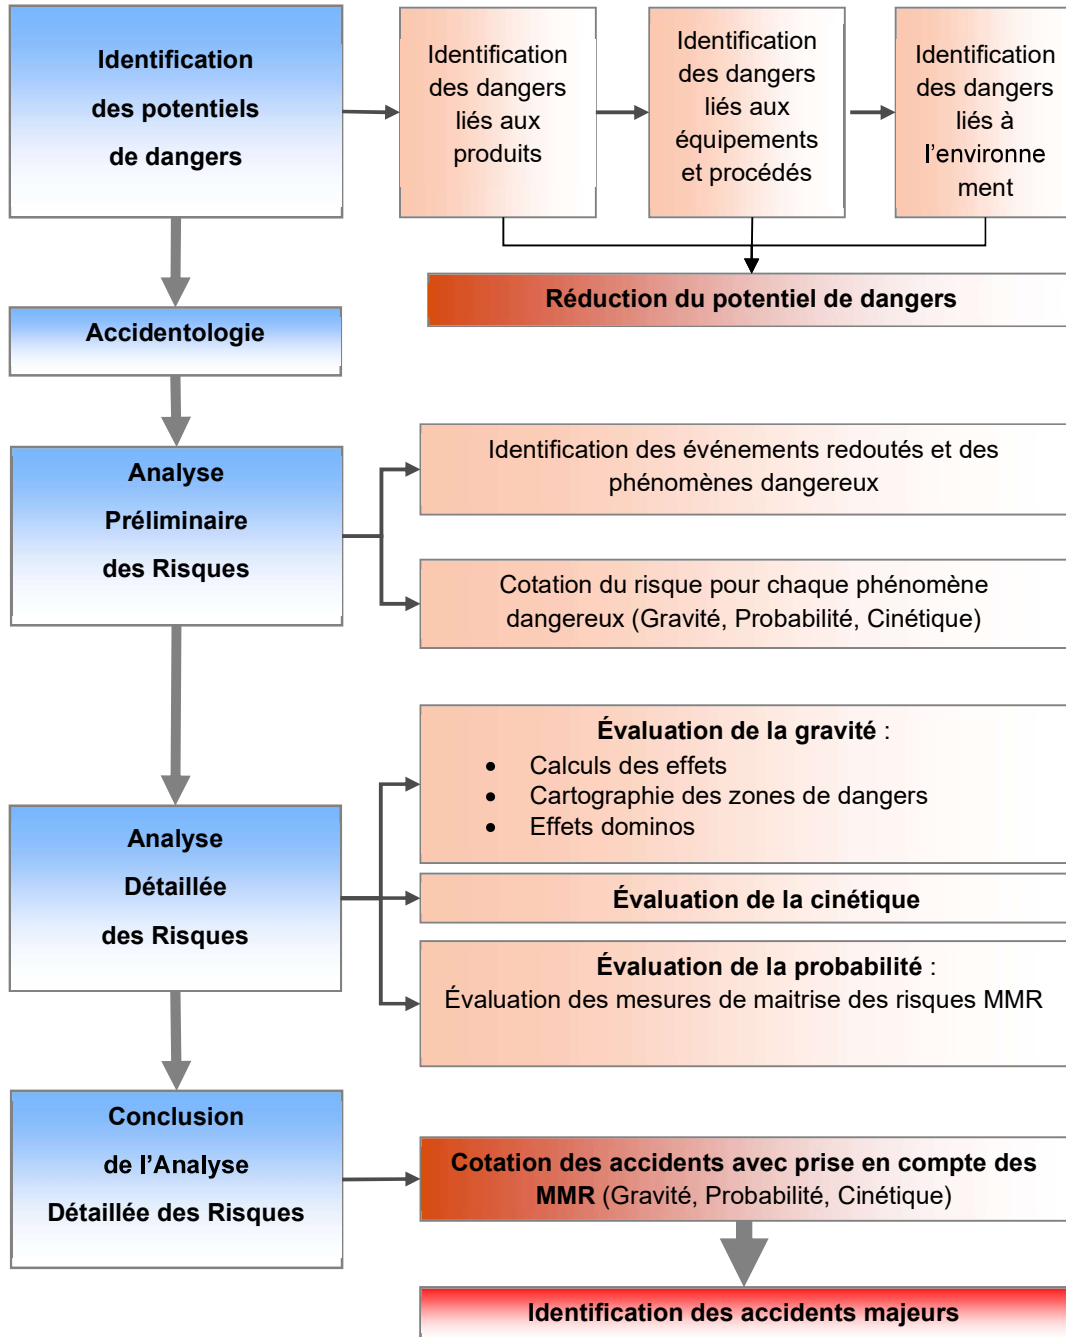 Identification
des potentiels
de dangers
Identification
des dangers
liés aux
produits
Identification
des dangers
liés aux
équipements
et procédés
Identification
des dangers
liés à
l'environne
ment
Réduction du potentiel de dangers
Accidentologie
Analyse
Préliminaire
des Risques
Identification des événements redoutés et des
phénomènes dangereux
Cotation du risque pour chaque phénomène
dangereux (Gravité, Probabilité, Cinétique)
Analyse
Détaillée
des Risques
Évaluation de la gravité :
• Calculs des effets
• Cartographie des zones de dangers
• Effets dominos
Évaluation de la cinétique
Évaluation de la probabilité :
Évaluation des mesures de maitrise des risques MMR
Conclusion
de l'Analyse
Détaillée des Risques
Cotation des accidents avec prise en compte des
MMR (Gravité, Probabilité, Cinétique)
Identification des accidents majeurs